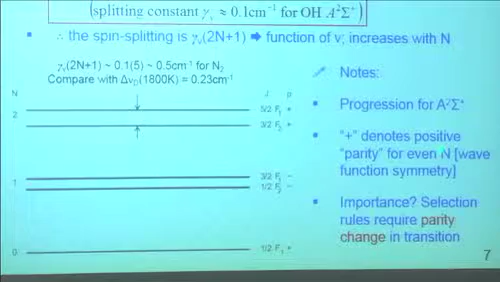 (splitting constant γᵥ ≈ 0.1cm⁻¹ for OH A²Σ⁺)
∴ the spin-splitting is γᵥ(2N+1) ➡ function of v; increases with N
γᵥ(2N+1) ~ 0.1(5) ~ 0.5cm⁻¹ for N₂
Compare with Δν_D(1800K) = 0.23cm⁻¹
N J p
2 5/2 F₁ +
3/2 F₂ +
1 3/2 F₁ −
1/2 F₂ −
0 1/2 F₁ +
Notes:
Progression for A²Σ⁺
"+" denotes positive
"parity" for even N [wave
function symmetry]
Importance? Selection
rules require parity
change in transition
7